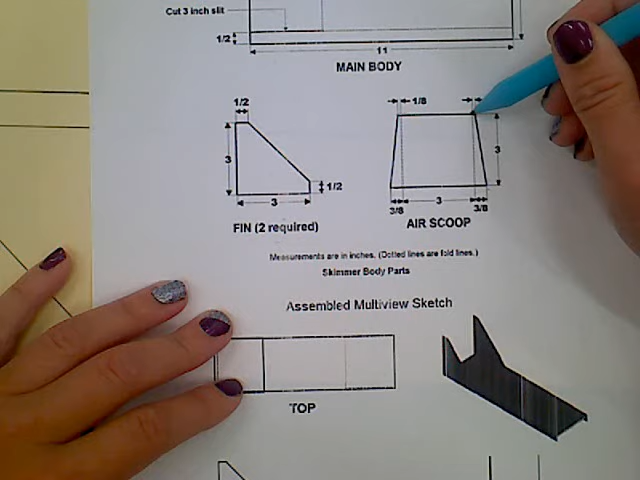 Cut 3 inch slit
1/2
11
MAIN BODY
1/2
1/8
3
3
1/2
3
3/8
3
3/8
FIN (2 required)
AIR SCOOP
Measurements are in inches. (Dotted lines are fold lines.)
Skimmer Body Parts
Assembled Multiview Sketch
TOP